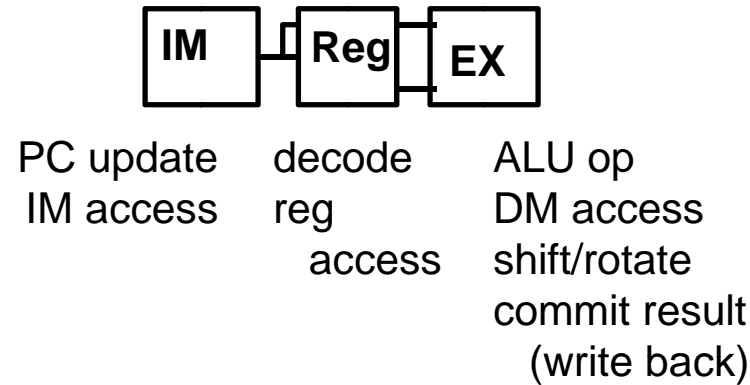 IM Reg EX
PC update decode ALU op
IM access reg DM access
access shift/rotate
commit result
(write back)